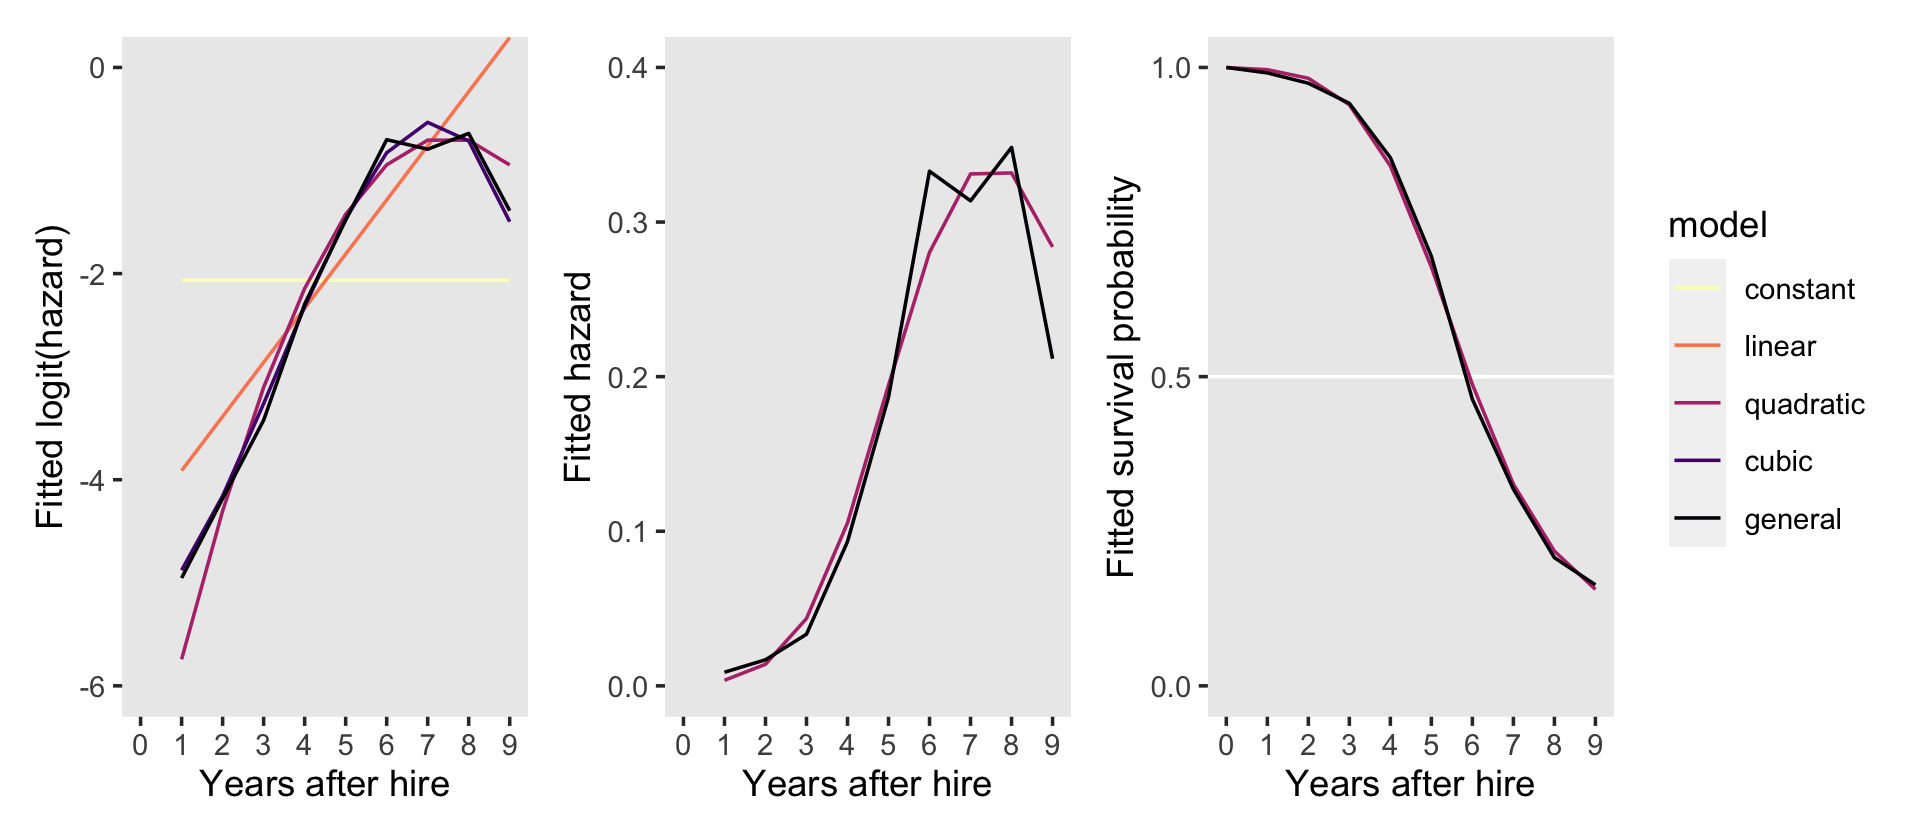 Fitted logit(hazard)
0
-2
-4
-6
0 1 2 3 4 5 6 7 8 9
Years after hire
Fitted hazard
0.4
0.3
0.2
0.1
0.0
0 1 2 3 4 5 6 7 8 9
Years after hire
Fitted survival probability
1.0
0.5
0.0
0 1 2 3 4 5 6 7 8 9
Years after hire
model
constant
linear
quadratic
cubic
general